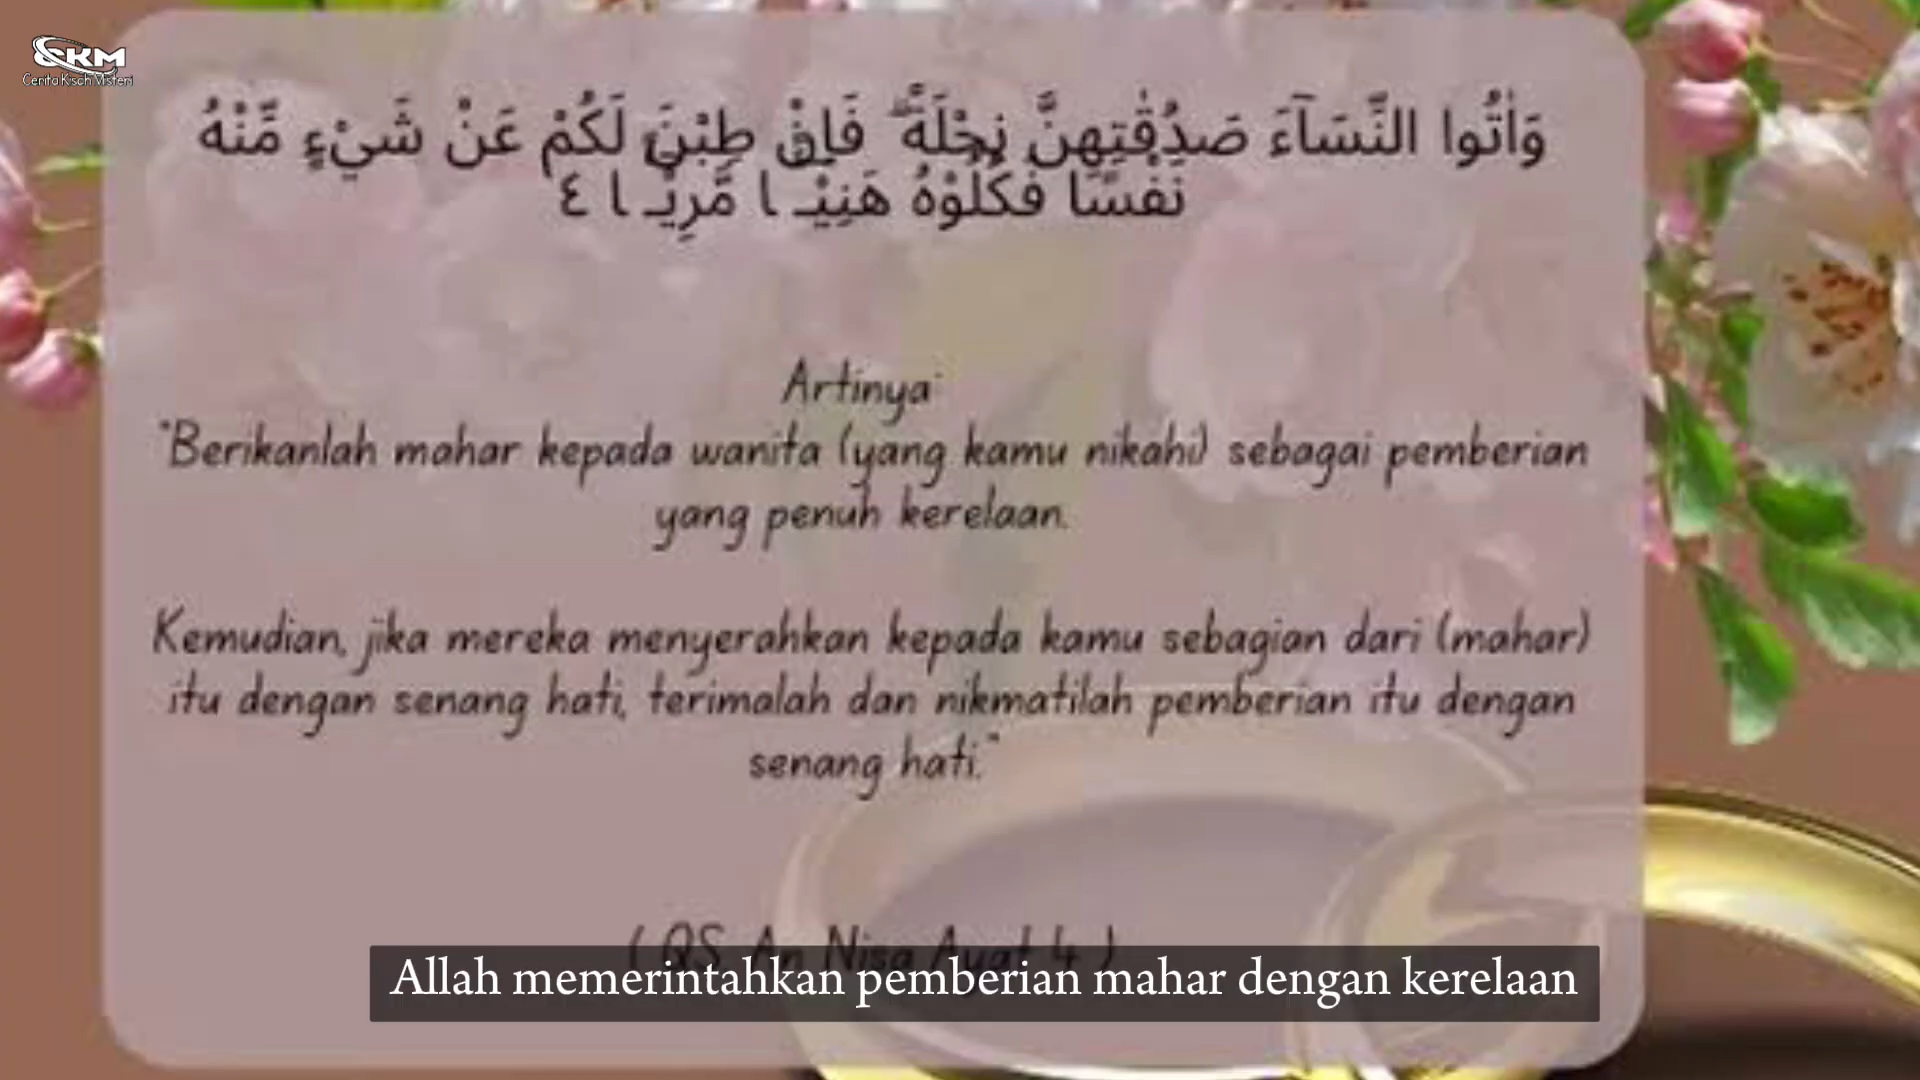 CKM
Cerita Kisah Misteri
وَاٰتُوا النِّسَاۤءَ صَدُقٰتِهِنَّ نِحْلَةً ۗ فَاِنْ طِبْنَ لَكُمْ عَنْ شَيْءٍ مِّنْهُ
نَفْسًا فَكُلُوْهُ هَنِيْۤـًٔا مَّرِيْۤـًٔا ٤
Artinya:
"Berikanlah mahar kepada wanita (yang kamu nikahi) sebagai pemberian
yang penuh kerelaan.
Kemudian, jika mereka menyerahkan kepada kamu sebagian dari (mahar)
itu dengan senang hati, terimalah dan nikmatilah pemberian itu dengan
senang hati."
( QS An Nisa Ayat 4 )
Allah memerintahkan pemberian mahar dengan kerelaan